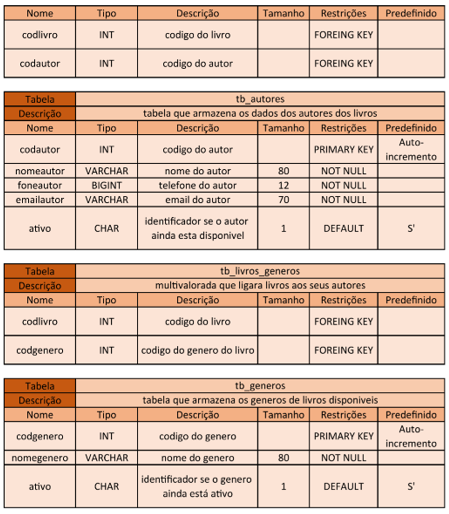 Nome Tipo Descrição Tamanho Restrições Predefinido
codlivro INT codigo do livro FOREING KEY
codautor INT codigo do autor FOREING KEY
Tabela tb_autores
Descrição tabela que armazena os dados dos autores dos livros
Nome Tipo Descrição Tamanho Restrições Predefinido
codautor INT codigo do autor PRIMARY KEY Auto-
incremento
nomeautor VARCHAR nome do autor 80 NOT NULL
foneautor BIGINT telefone do autor 12 NOT NULL
emailautor VARCHAR email do autor 70 NOT NULL
ativo CHAR identificador se o autor
ainda esta disponivel 1 DEFAULT S'
Tabela tb_livros_generos
Descrição multivalorada que ligara livros aos seus autores
Nome Tipo Descrição Tamanho Restrições Predefinido
codlivro INT codigo do livro FOREING KEY
codgenero INT codigo do genero do livro FOREING KEY
Tabela tb_generos
Descrição tabela que armazena os generos de livros disponiveis
Nome Tipo Descrição Tamanho Restrições Predefinido
codgenero INT codigo do genero PRIMARY KEY Auto-
incremento
nomegenero VARCHAR nome do genero 80 NOT NULL
ativo CHAR identificador se o genero
ainda está ativo 1 DEFAULT S'